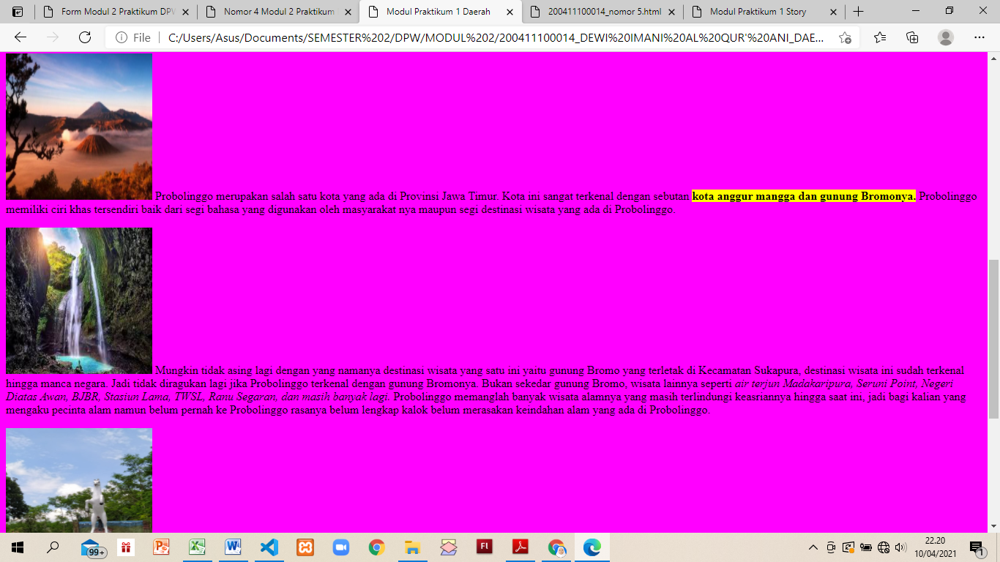 Form Modul 2 Praktikum DPW
Nomor 4 Modul 2 Praktikum
Modul Praktikum 1 Daerah
200411100014_nomor 5.html
Modul Praktikum 1 Story
File
C:/Users/Asus/Documents/SEMESTER%202/DPW/MODUL%202/200411100014_DEWI%20IMANI%20AL%20QUR'%20ANI_DAE...
Probolinggo merupakan salah satu kota yang ada di Provinsi Jawa Timur. Kota ini sangat terkenal dengan sebutan kota anggur mangga dan gunung Bromonya. Probolinggo
memiliki ciri khas tersendiri baik dari segi bahasa yang digunakan oleh masyarakat nya maupun segi destinasi wisata yang ada di Probolinggo.
Mungkin tidak asing lagi dengan yang namanya destinasi wisata yang satu ini yaitu gunung Bromo yang terletak di Kecamatan Sukapura, destinasi wisata ini sudah terkenal
hingga manca negara. Jadi tidak diragukan lagi jika Probolinggo terkenal dengan gunung Bromonya. Bukan sekedar gunung Bromo, wisata lainnya seperti air terjun Madakaripura, Seruni Point, Negeri
Diatas Awan, BJBR, Stasiun Lama, TWSL, Ranu Segaran, dan masih banyak lagi. Probolinggo memanglah banyak wisata alamnya yang masih terlindungi keasriannya hingga saat ini, jadi bagi kalian yang
mengaku pecinta alam namun belum pernah ke Probolinggo rasanya belum lengkap kalok belum merasakan keindahan alam yang ada di Probolinggo.
99+
Fl
22.20
10/04/2021
1